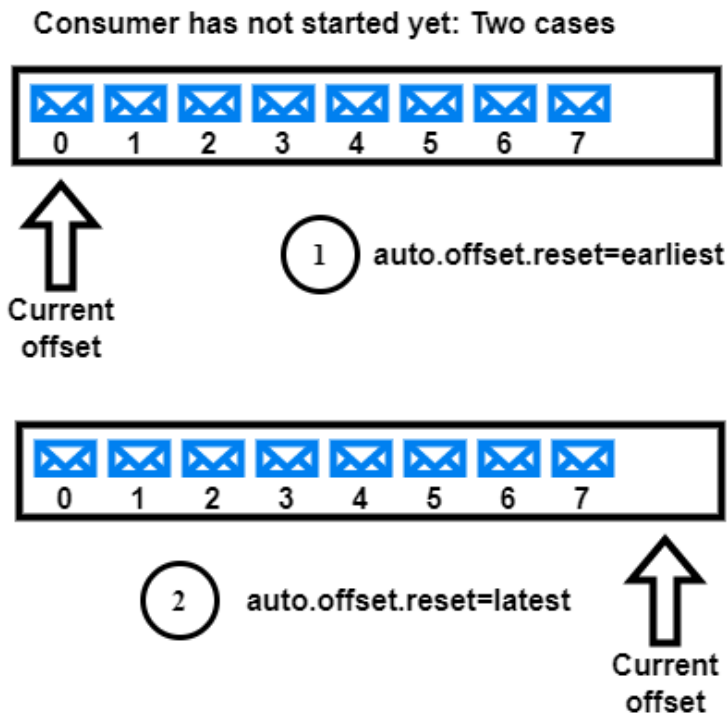 Consumer has not started yet: Two cases
0 1 2 3 4 5 6 7
1 auto.offset.reset=earliest
Current
offset
0 1 2 3 4 5 6 7
2 auto.offset.reset=latest
Current
offset